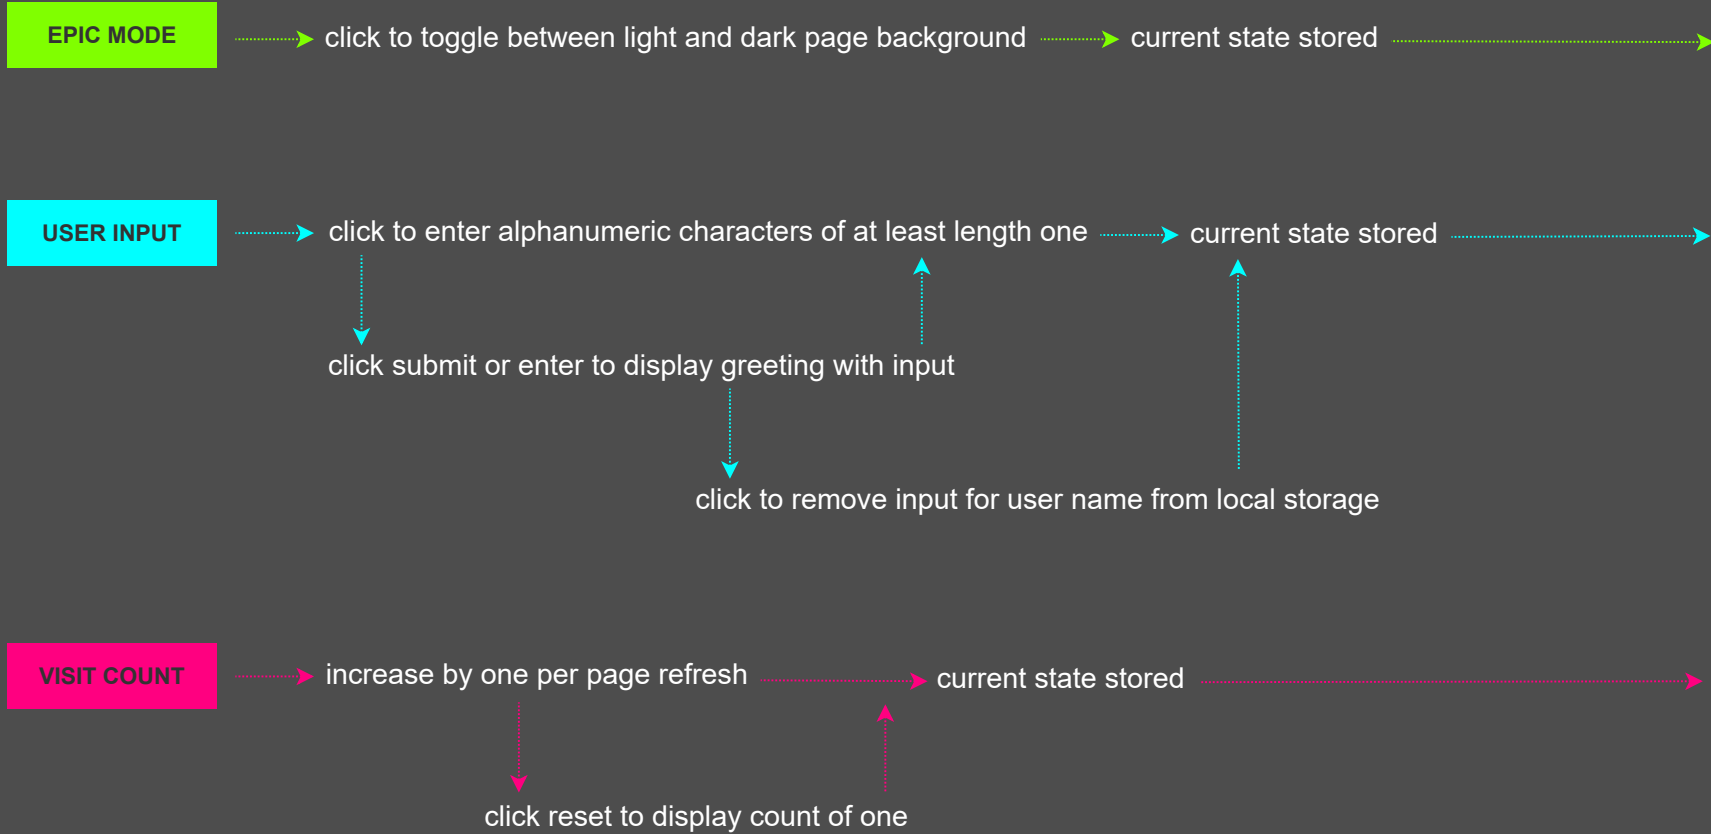 EPIC MODE
click to toggle between light and dark page background
current state stored
USER INPUT
click to enter alphanumeric characters of at least length one
current state stored
click submit or enter to display greeting with input
click to remove input for user name from local storage
VISIT COUNT
increase by one per page refresh
current state stored
click reset to display count of one